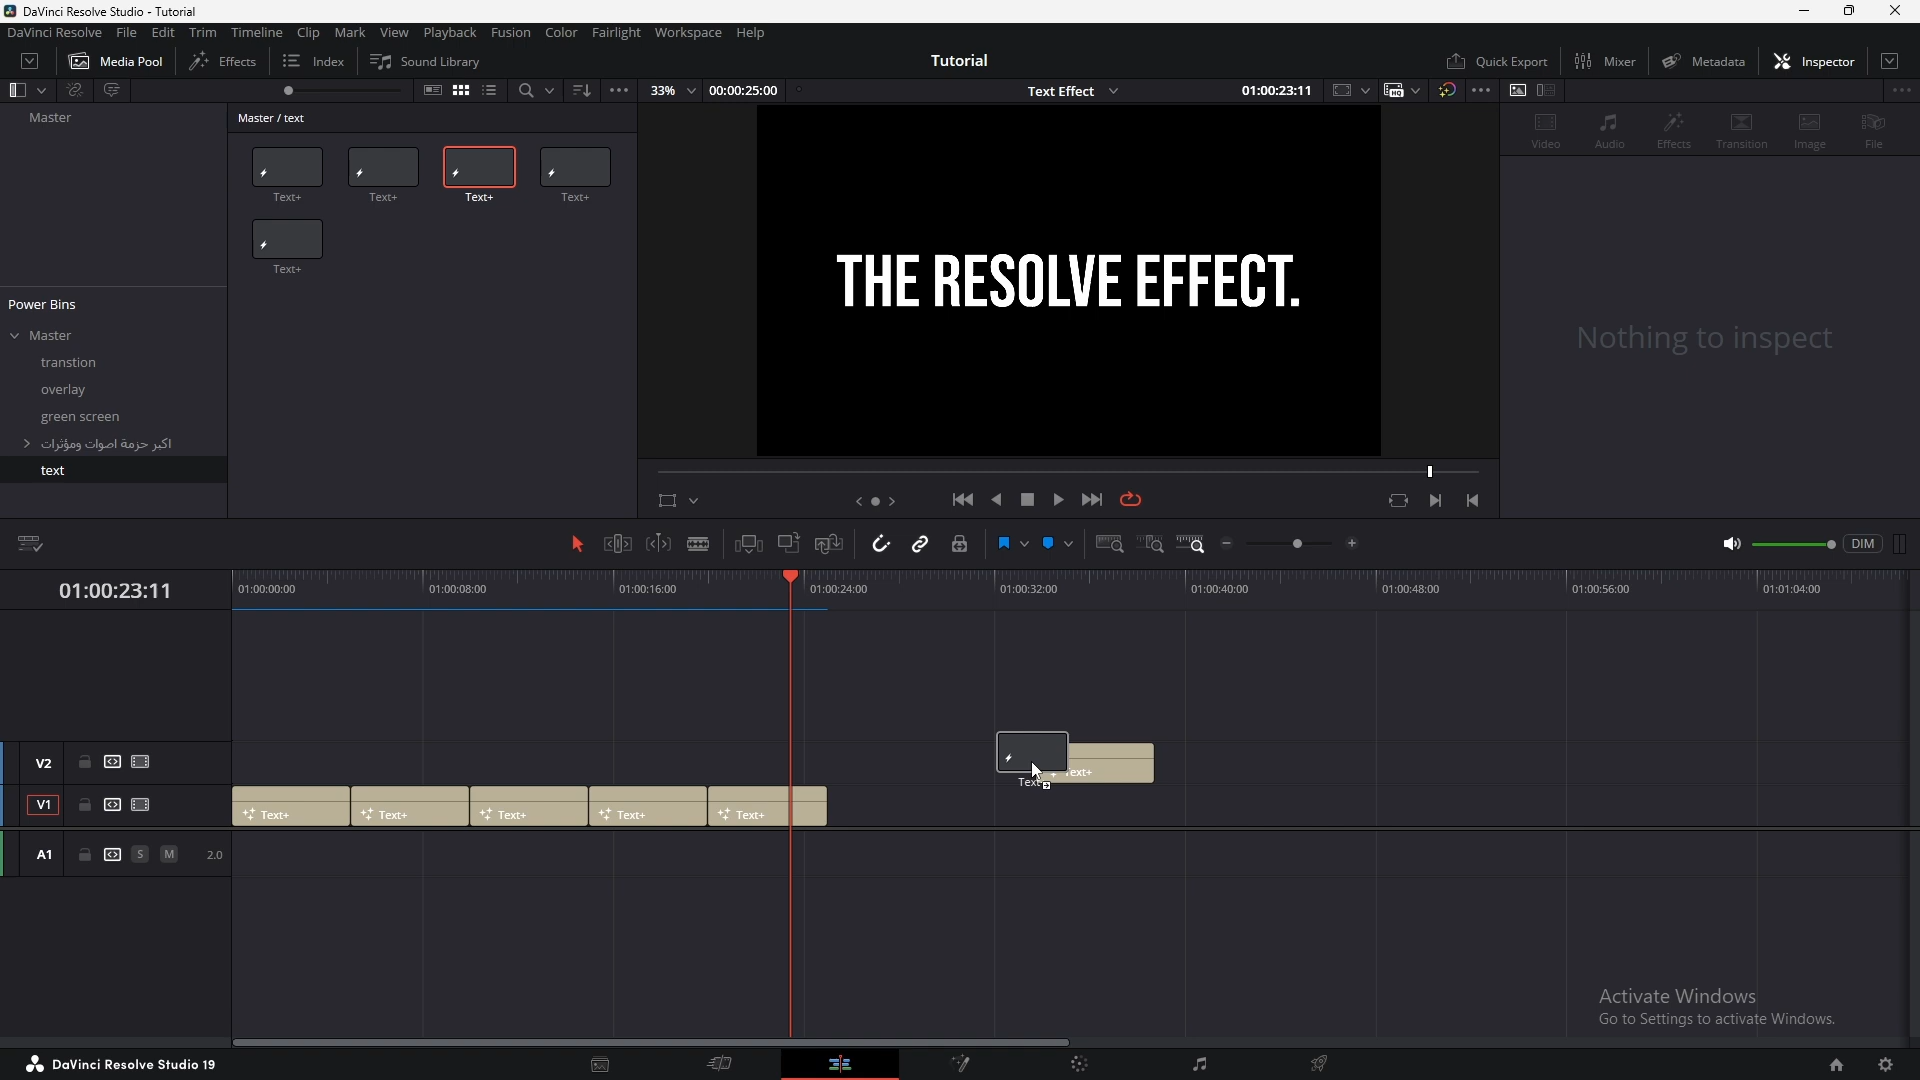 DaVinci Resolve Studio - Tutorial
DaVinci Resolve File Edit Trim Timeline Clip Mark View Playback Fusion Color Fairlight Workspace Help
Media Pool Effects Index Sound Library Tutorial Quick Export Mixer Metadata Inspector
33% 00:00:25:00 Text Effect 01:00:23:11
Master
Master / text
Video Audio Effects Transition Image File
Text+ Text+ Text+ Text+
Text+
THE RESOLVE EFFECT.
Nothing to inspect
Power Bins
Master
transtion
overlay
green screen
اكبر حزمة اصوات ومؤثرات
text
DIM
01:00:23:11
01:00:00:00 01:00:08:00 01:00:16:00 01:00:24:00 01:00:32:00 01:00:40:00 01:00:48:00 01:00:56:00 01:01:04:00
V2
Text+
V1
Text+ Text+ Text+ Text+ Text+
A1 S M 2.0
Activate Windows
Go to Settings to activate Windows.
DaVinci Resolve Studio 19